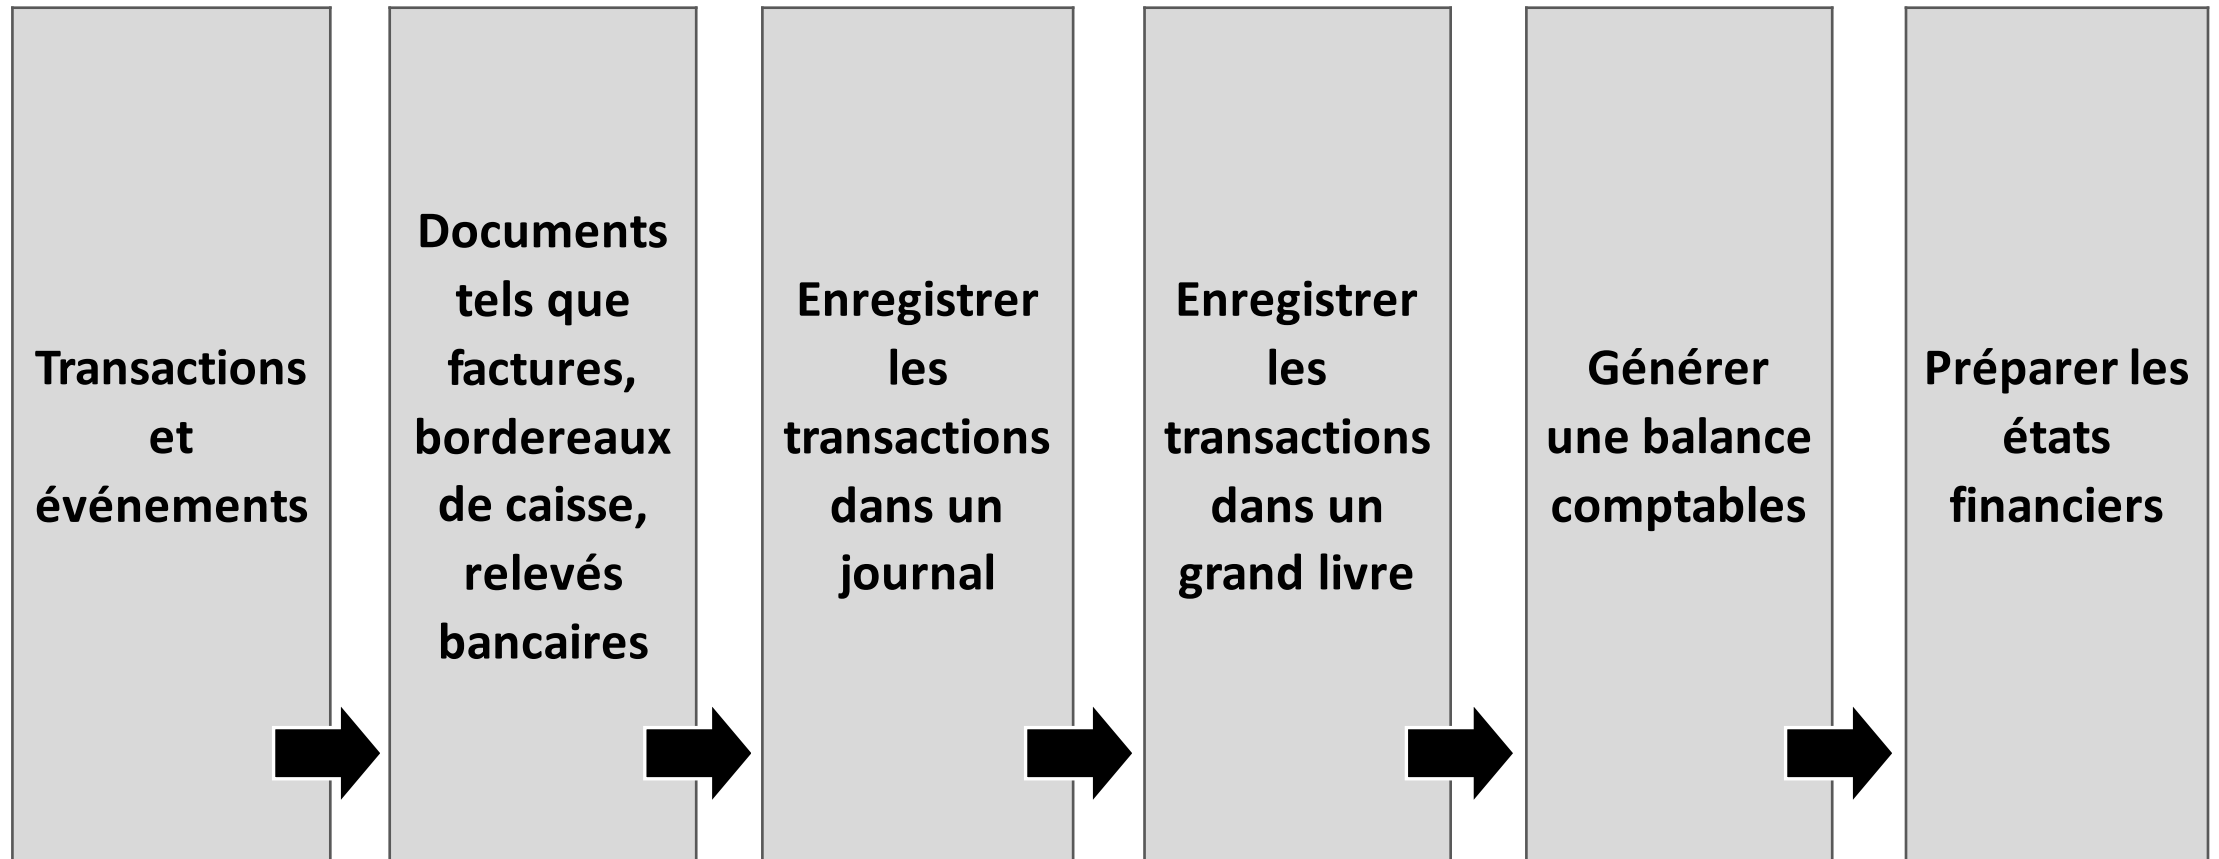 Transactions
et
événements
Documents
tels que
factures,
bordereaux
de caisse,
relevés
bancaires
Enregistrer
les
transactions
dans un
journal
Enregistrer
les
transactions
dans un
grand livre
Générer
une balance
comptables
Préparer les
états
financiers